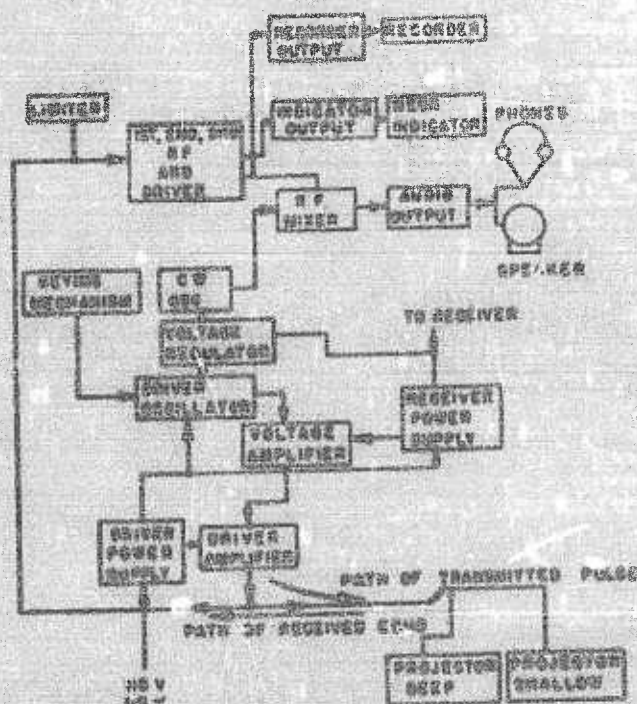 RECORDER
OUTPUT
RECORDER
LIMITER
1ST, 2ND, 3RD
R F
AND
DRIVER
INDICATOR
OUTPUT
INDICATOR
PHONES
R F
MIXER
AUDIO
OUTPUT
SPEAKER
KEYING
MECHANISM
C W
OSC
TO RECEIVER
VOLTAGE
REGULATOR
DRIVER
OSCILLATOR
VOLTAGE
AMPLIFIER
RECEIVER
POWER
SUPPLY
DRIVER
POWER
SUPPLY
DRIVER
AMPLIFIER
PATH OF TRANSMITTED PULSE
PATH OF RECEIVED ECHO
PROJECTOR
DEEP
PROJECTOR
SHALLOW